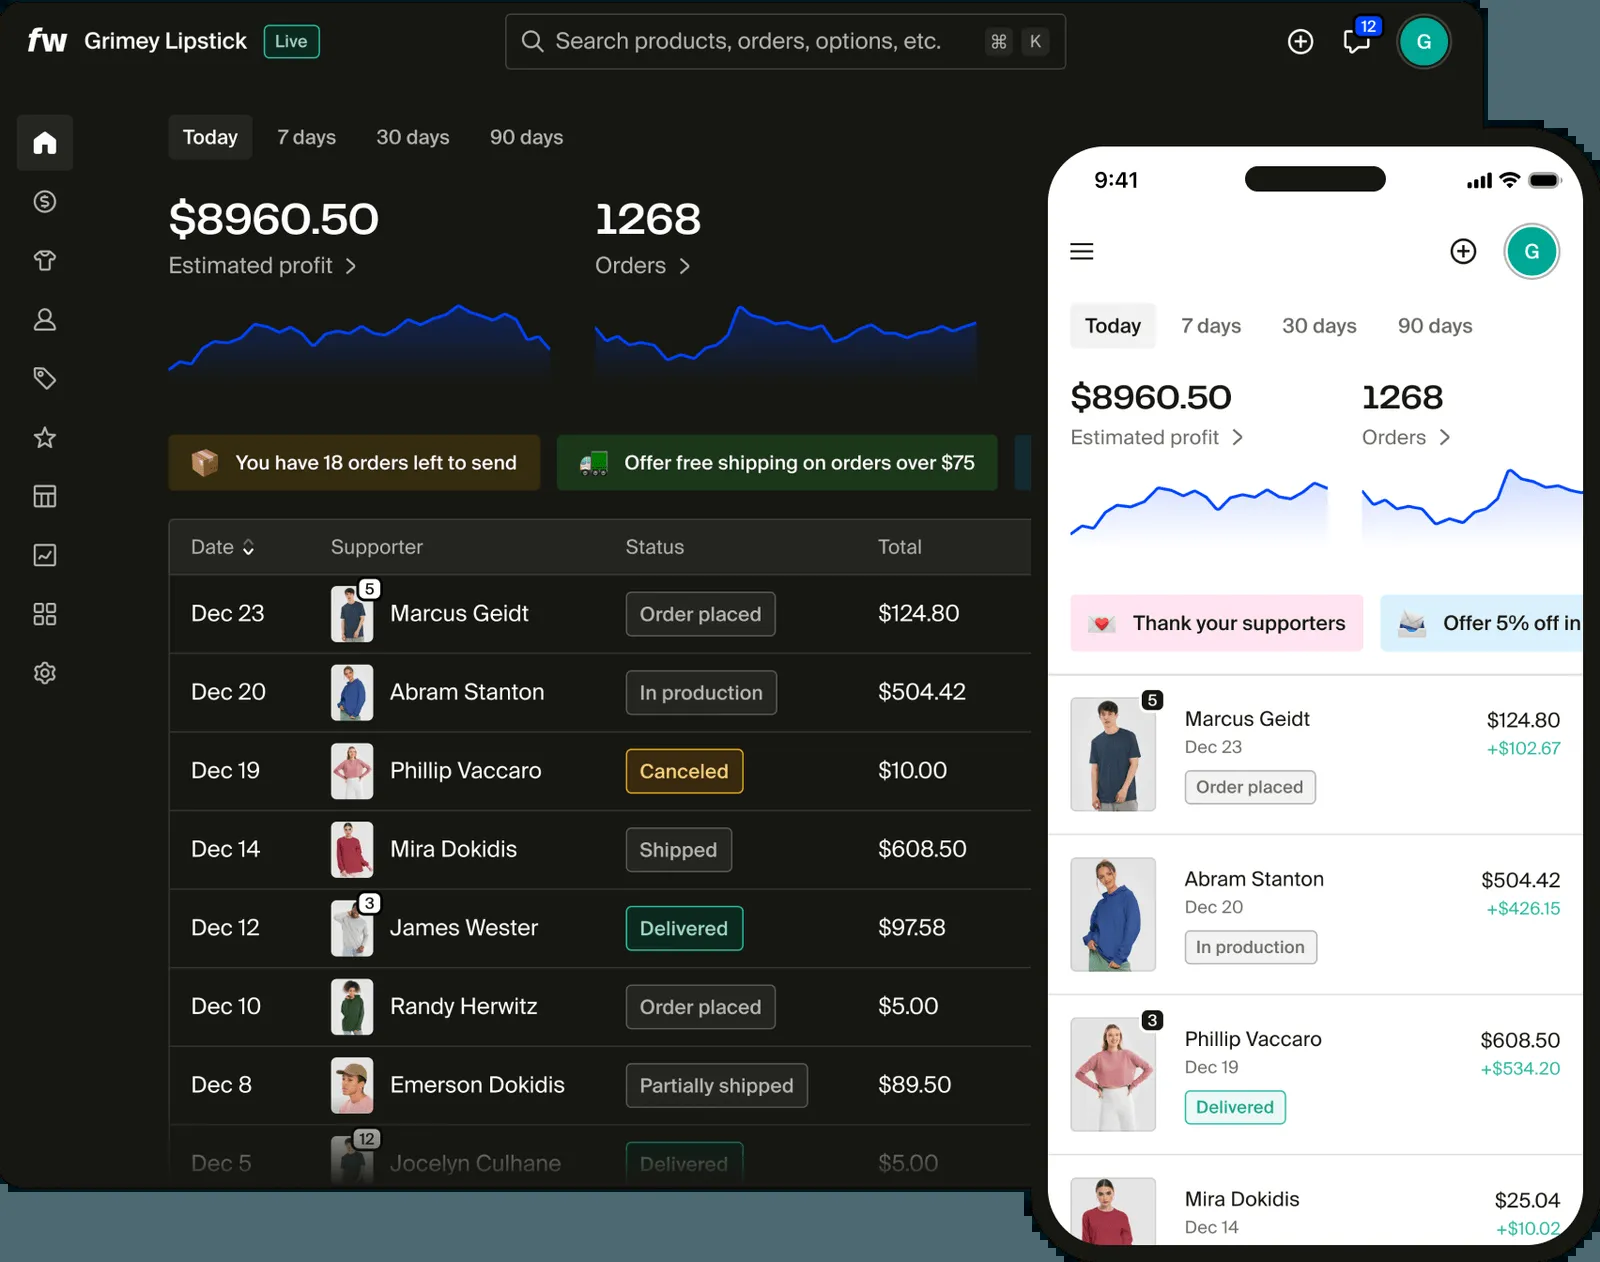 fw Grimey Lipstick Live
Search products, orders, options, etc. ⌘ K
12
G
Today 7 days 30 days 90 days
$8960.50 1268
Estimated profit Orders
You have 18 orders left to send Offer free shipping on orders over $75
Date Supporter Status Total
Dec 23 5 Marcus Geidt Order placed $124.80
Dec 20 Abram Stanton In production $504.42
Dec 19 Phillip Vaccaro Canceled $10.00
Dec 14 Mira Dokidis Shipped $608.50
Dec 12 3 James Wester Delivered $97.58
Dec 10 Randy Herwitz Order placed $5.00
Dec 8 Emerson Dokidis Partially shipped $89.50
Dec 5 12 Jocelyn Culhane Delivered $5.00
9:41
G
Today 7 days 30 days 90 days
$8960.50 1268
Estimated profit Orders
Thank your supporters Offer 5% off in
5
Marcus Geidt $124.80
Dec 23 +$102.67
Order placed
Abram Stanton $504.42
Dec 20 +$426.15
In production
3
Phillip Vaccaro $608.50
Dec 19 +$534.20
Delivered
Mira Dokidis $25.04
Dec 14 +$10.02